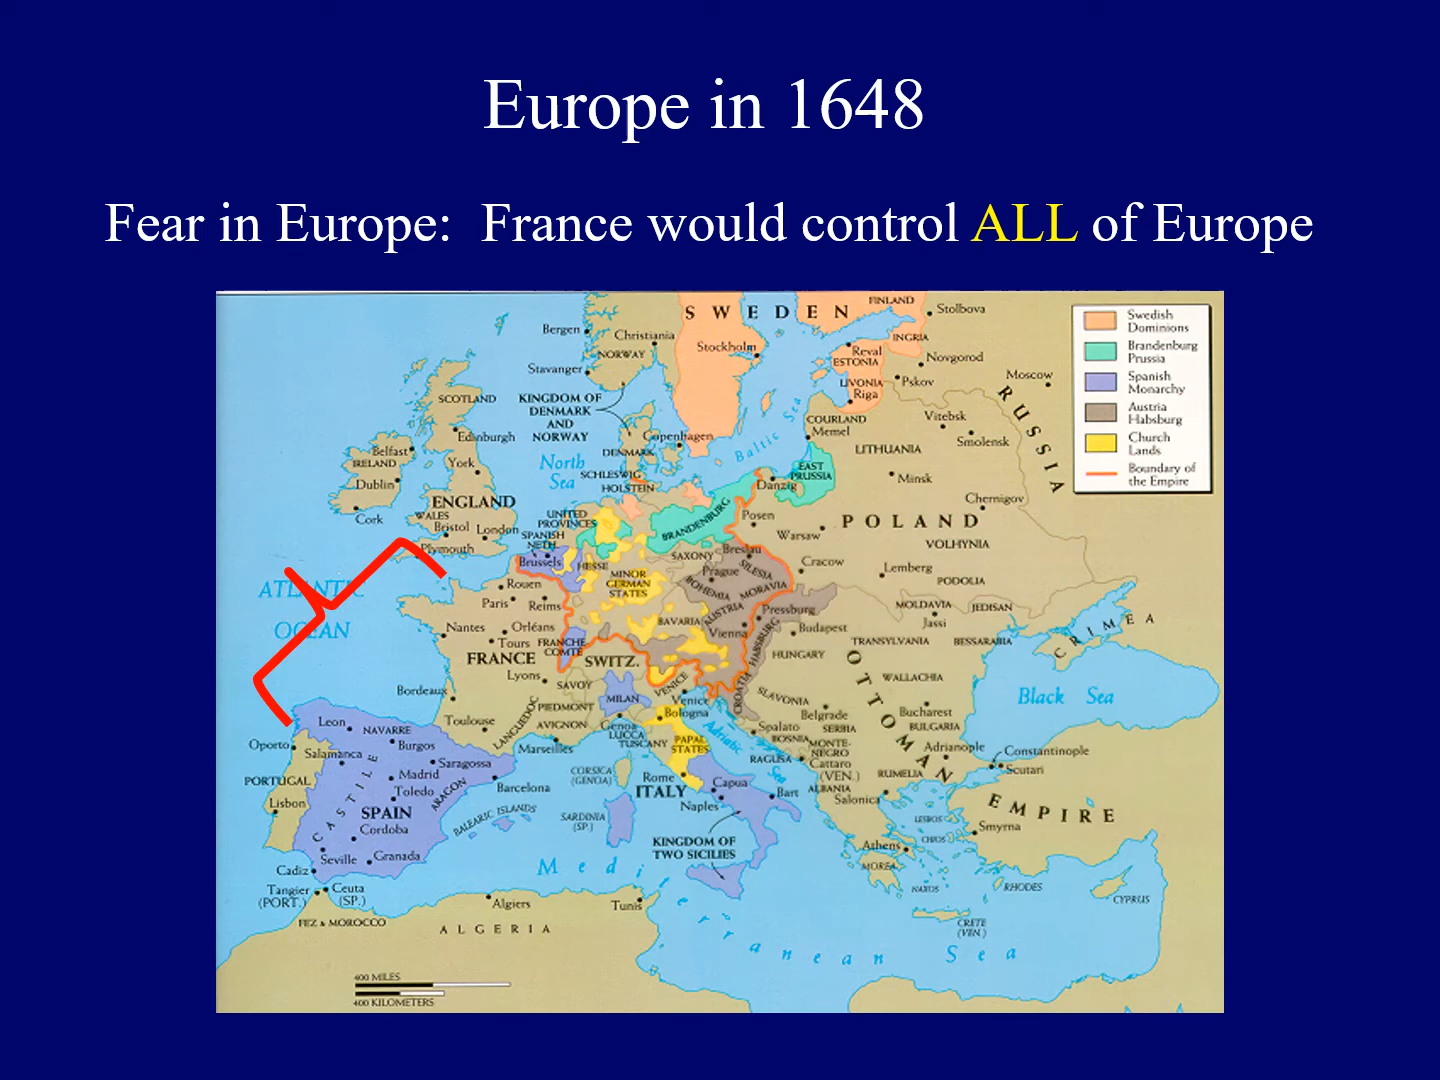 Europe in 1648
Fear in Europe: France would control ALL of Europe
SWEDEN
FINLAND
Stolbova
Bergen
Christiania
NORWAY
Stockholm
INGRIA
Reval
ESTONIA
Novgorod
Stavanger
LIVONIA
Riga
Pskov
Moscow
RUSSIA
Swedish
Dominions
Brandenburg
Prussia
Spanish
Monarchy
Austria
Habsburg
Church
Lands
Boundary of
the Empire
SCOTLAND
KINGDOM OF
DENMARK
AND
NORWAY
Baltic Sea
COURLAND
Memel
Vitebsk
Smolensk
Edinburgh
Copenhagen
LITHUANIA
Belfast
IRELAND
Dublin
York
North
Sea
DENMARK
SCHLESWIG
HOLSTEIN
EAST
PRUSSIA
Danzig
Minsk
Chernigov
ENGLAND
Cork
WALES
Bristol
London
Plymouth
UNITED
PROVINCES
SPANISH
NETH.
Brussels
BRANDENBURG
Posen
Warsaw
POLAND
VOLHYNIA
HESSE
MINOR
GERMAN
STATES
SAXONY
Breslau
Prague
SILESIA
BOHEMIA
MORAVIA
Cracow
Lemberg
PODOLIA
ATLANTIC
OCEAN
Rouen
Paris
Reims
AUSTRIA
Pressburg
MOLDAVIA
Jassi
JEDISAN
CRIMEA
Nantes
Orléans
Tours
FRANCHE
COMTÉ
BAVARIA
Vienna
HABSBURG
Budapest
TRANSYLVANIA
BESSARABIA
FRANCE
SWITZ.
HUNGARY
Lyons
SAVOY
MILAN
VENICE
Venice
CROATIA
SLAVONIA
WALLACHIA
Black Sea
Bordeaux
PIEDMONT
Bologna
Belgrade
Bucharest
OTTOMAN
EMPIRE
Leon
NAVARRE
Toulouse
LANGUEDOC
AVIGNON
Genoa
LUCCA
TUSCANY
PAPAL
STATES
Adriatic
Sea
Spalato
BOSNIA
SERBIA
BULGARIA
Oporto
Salamanca
Burgos
Marseilles
MONTE-
NEGRO
RAGUSA
Adrianople
Constantinople
Scutari
PORTUGAL
Saragossa
Madrid
Toledo
ARAGON
Barcelona
CORSICA
(GENOA)
Rome
ITALY
Capua
Cattaro
(VEN.)
ALBANIA
RUMELIA
Lisbon
CASTILE
SPAIN
Cordoba
BALEARIC ISLANDS
SARDINIA
(SP.)
Naples
Bari
Salonica
LESBOS
Smyrna
Seville
Granada
KINGDOM OF
TWO SICILIES
Athens
CHIOS
MOREA
Cadiz
Mediterranean Sea
NAXOS
RHODES
CYPRUS
Tangier
(PORT.)
Ceuta
(SP.)
Algiers
Tunis
FEZ & MOROCCO
ALGERIA
CRETE
(VEN.)
400 MILES
400 KILOMETERS